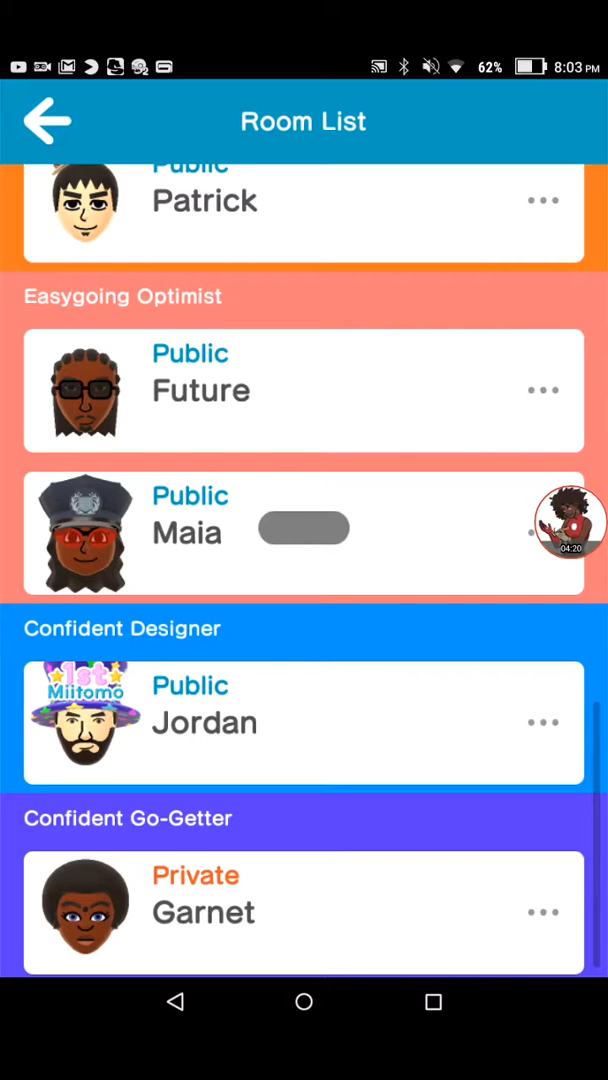 62% 8:03 PM
Room List
Public
Patrick
Easygoing Optimist
Public
Future
Public
Maia
04:20
Confident Designer
1st
Miitomo
Public
Jordan
Confident Go-Getter
Private
Garnet